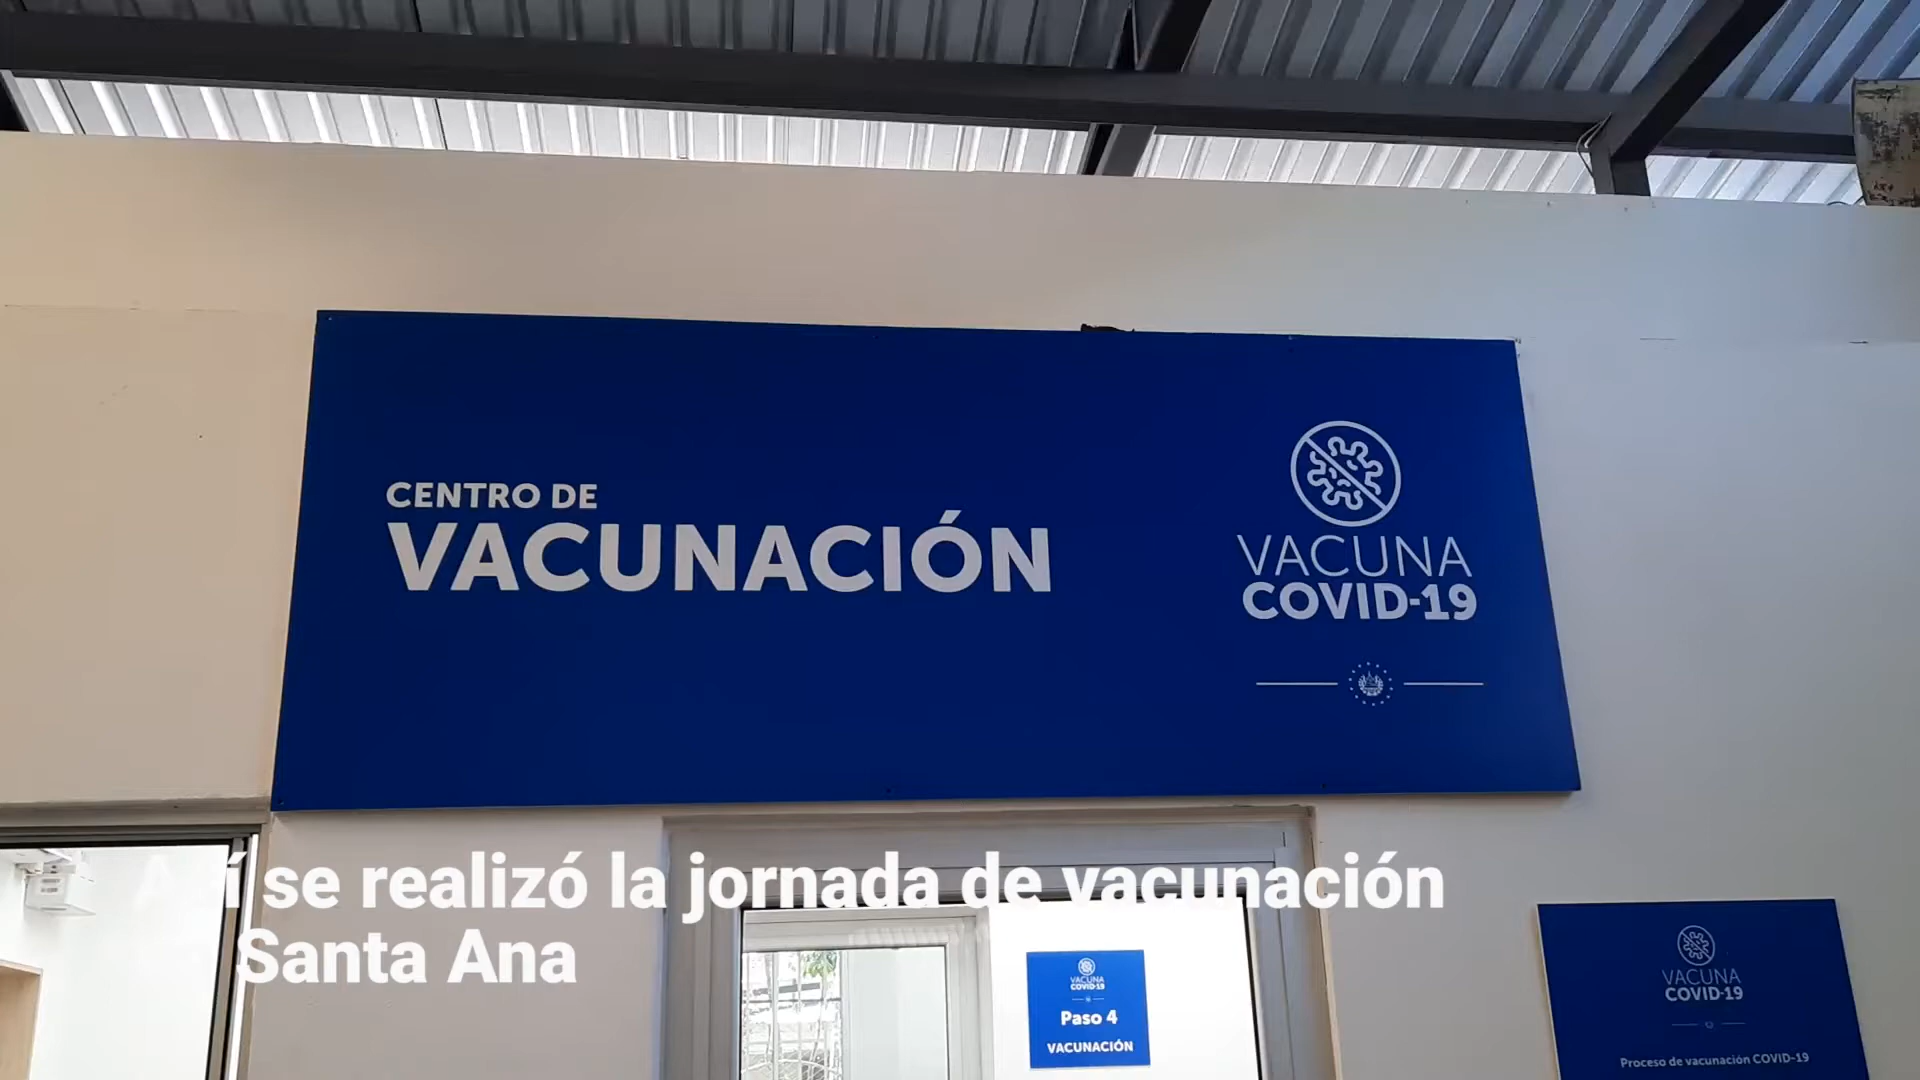 CENTRO DE
VACUNACIÓN
VACUNA
COVID-19
se realizó la jornada de vacunación
Santa Ana
VACUNA
COVID-19
Paso 4
VACUNACIÓN
VACUNA
COVID-19
Proceso de vacunación COVID-19